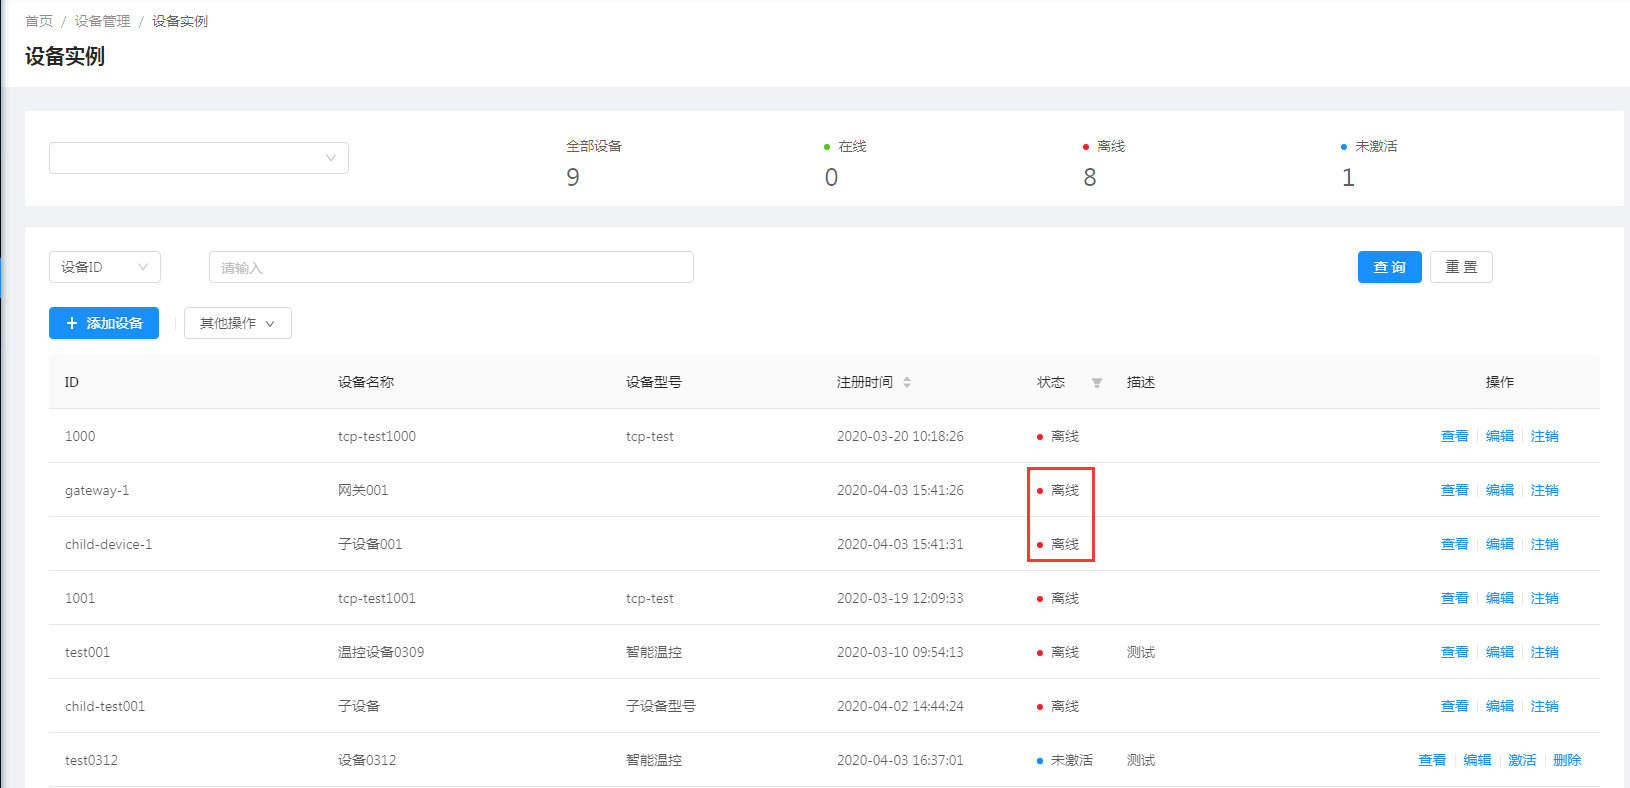 首页 / 设备管理 / 设备实例
设备实例
全部设备 在线 离线 未激活
9 0 8 1
设备ID 请输入 查 询 重 置
+ 添加设备 其他操作
ID 设备名称 设备型号 注册时间 状态 描述 操作
1000 tcp-test1000 tcp-test 2020-03-20 10:18:26 离线 查看 编辑 注销
gateway-1 网关001 2020-04-03 15:41:26 离线 查看 编辑 注销
child-device-1 子设备001 2020-04-03 15:41:31 离线 查看 编辑 注销
1001 tcp-test1001 tcp-test 2020-03-19 12:09:33 离线 查看 编辑 注销
test001 温控设备0309 智能温控 2020-03-10 09:54:13 离线 测试 查看 编辑 注销
child-test001 子设备 子设备型号 2020-04-02 14:44:24 离线 查看 编辑 注销
test0312 设备0312 智能温控 2020-04-03 16:37:01 未激活 测试 查看 编辑 激活 删除